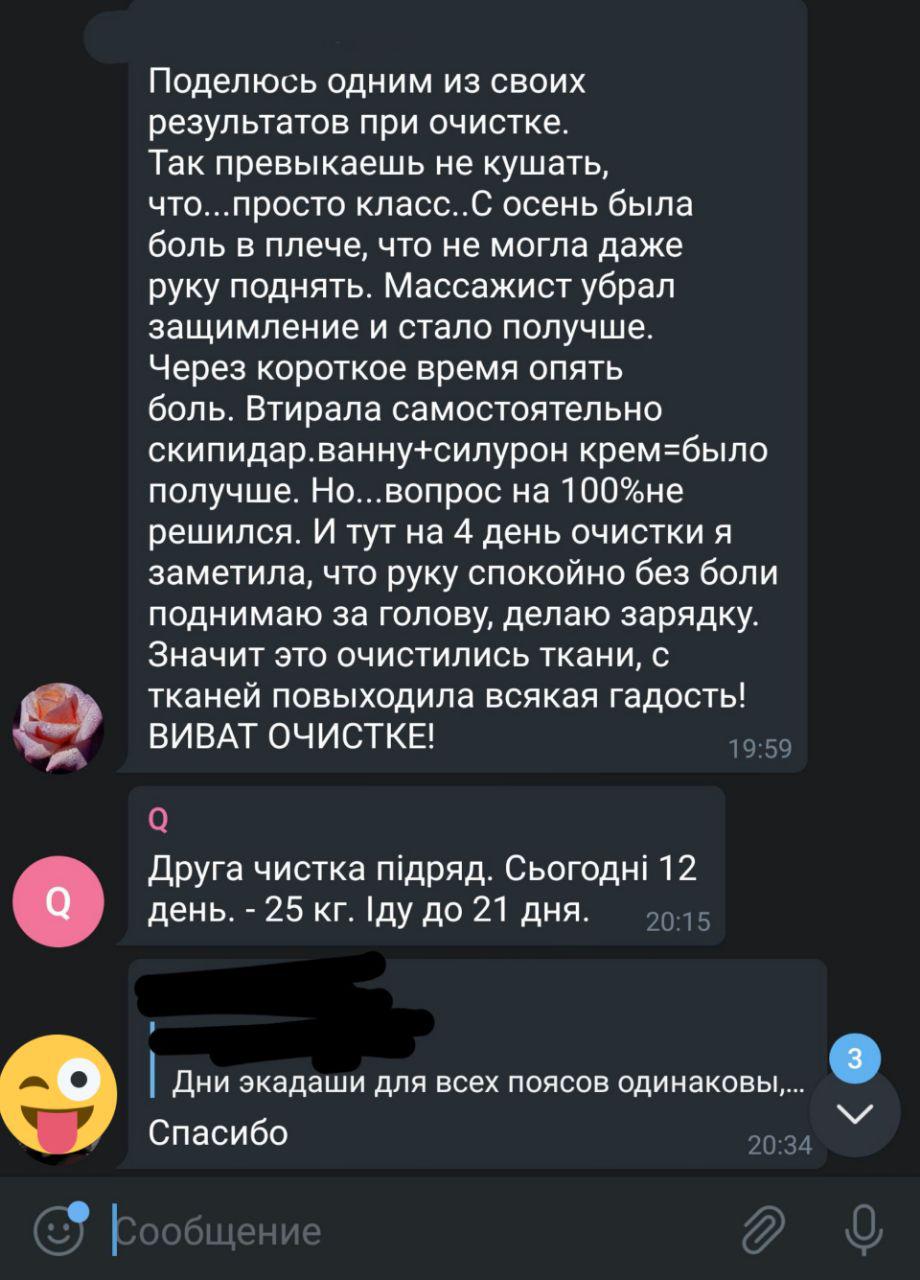 Поделюсь одним из своих
результатов при очистке.
Так превыкаешь не кушать,
что...просто класс..С осень была
боль в плече, что не могла даже
руку поднять. Массажист убрал
защимление и стало получше.
Через короткое время опять
боль. Втирала самостоятельно
скипидар.ванну+силурон крем=было
получше. Но...вопрос на 100%не
решился. И тут на 4 день очистки я
заметила, что руку спокойно без боли
поднимаю за голову, делаю зарядку.
Значит это очистились ткани, с
тканей повыходила всякая гадость!
ВИВАТ ОЧИСТКЕ!
19:59
Q
Q
Друга чистка підряд. Сьогодні 12
день. - 25 кг. Іду до 21 дня.
20:15
Дни экадаши для всех поясов одинаковы,...
3
Спасибо
20:34
Сообщение